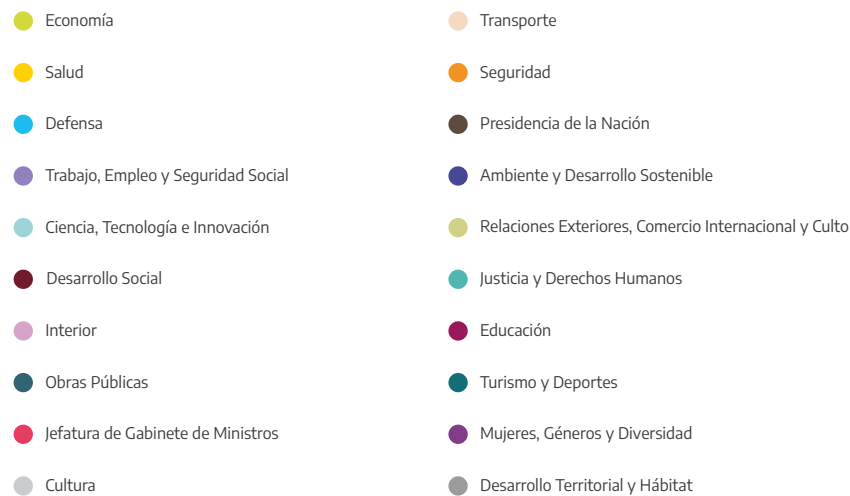 Economía
Salud
Defensa
Trabajo, Empleo y Seguridad Social
Ciencia, Tecnología e Innovación
Desarrollo Social
Interior
Obras Públicas
Jefatura de Gabinete de Ministros
Cultura
Transporte
Seguridad
Presidencia de la Nación
Ambiente y Desarrollo Sostenible
Relaciones Exteriores, Comercio Internacional y Culto
Justicia y Derechos Humanos
Educación
Turismo y Deportes
Mujeres, Géneros y Diversidad
Desarrollo Territorial y Hábitat